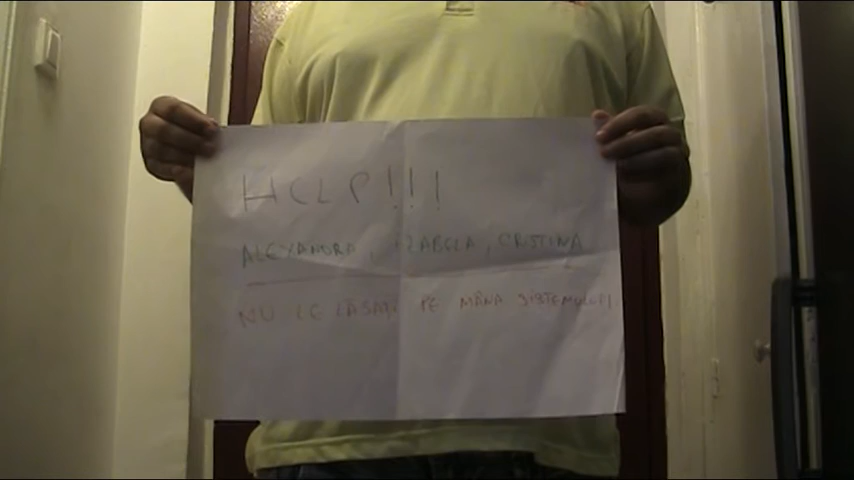 HELP!!!
ALEXANDRA, IZABELA, CRISTINA
NU LE LĂSAȚI PE MÂNA SISTEMULUI